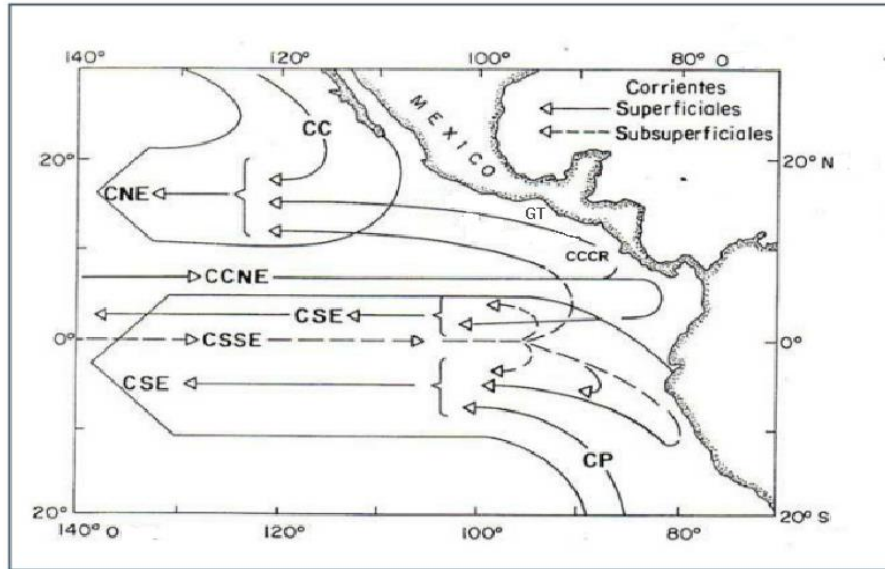 140° 120° 100° 80° O
Corrientes
Superficiales
Subsuperficiales
MEXICO
CC
20° 20° N
CNE
GT
CCCR
CCNE
CSE
0° CSSE 0°
CSE
CP
20° 20° S
140° O 120° 100° 80°